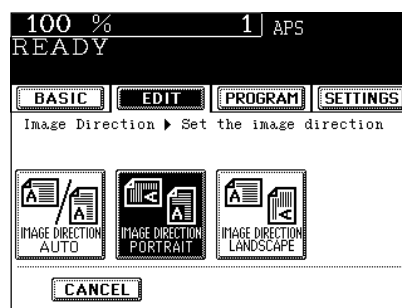 100 % 1 APS
READY
BASIC EDIT PROGRAM SETTINGS
Image Direction ▶ Set the image direction
A A A A A A
IMAGE DIRECTION IMAGE DIRECTION IMAGE DIRECTION
AUTO PORTRAIT LANDSCAPE
CANCEL